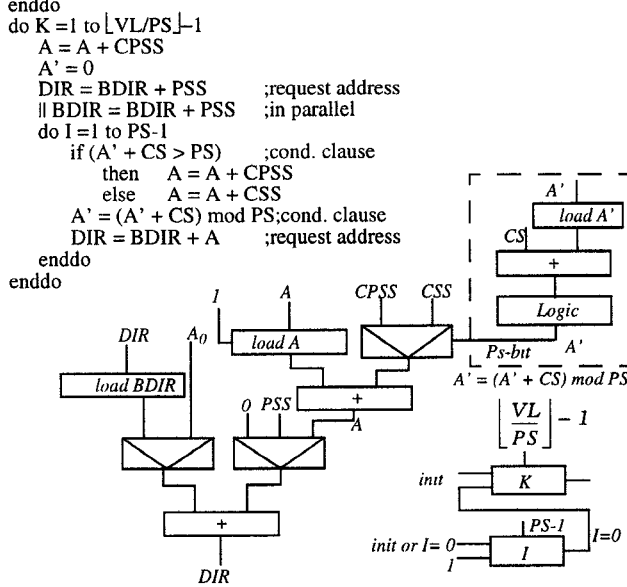 enddo
do K =1 to ⌊VL/PS⌋-1
A = A + CPSS
A' = 0
DIR = BDIR + PSS ;request address
|| BDIR = BDIR + PSS ;in parallel
do I =1 to PS-1
if (A' + CS > PS) ;cond. clause
then A = A + CPSS
else A = A + CSS
A' = (A' + CS) mod PS;cond. clause
DIR = BDIR + A ;request address
enddo
enddo
A'
load A'
CS
+
Logic
Ps-bit A'
A' = (A' + CS) mod PS
1 A CPSS CSS
load A
DIR A0
load BDIR
+
0 PSS
A
+
DIR
⌊VL/PS⌋ - 1
init K
PS-1 I=0
init or I= 0
1 I